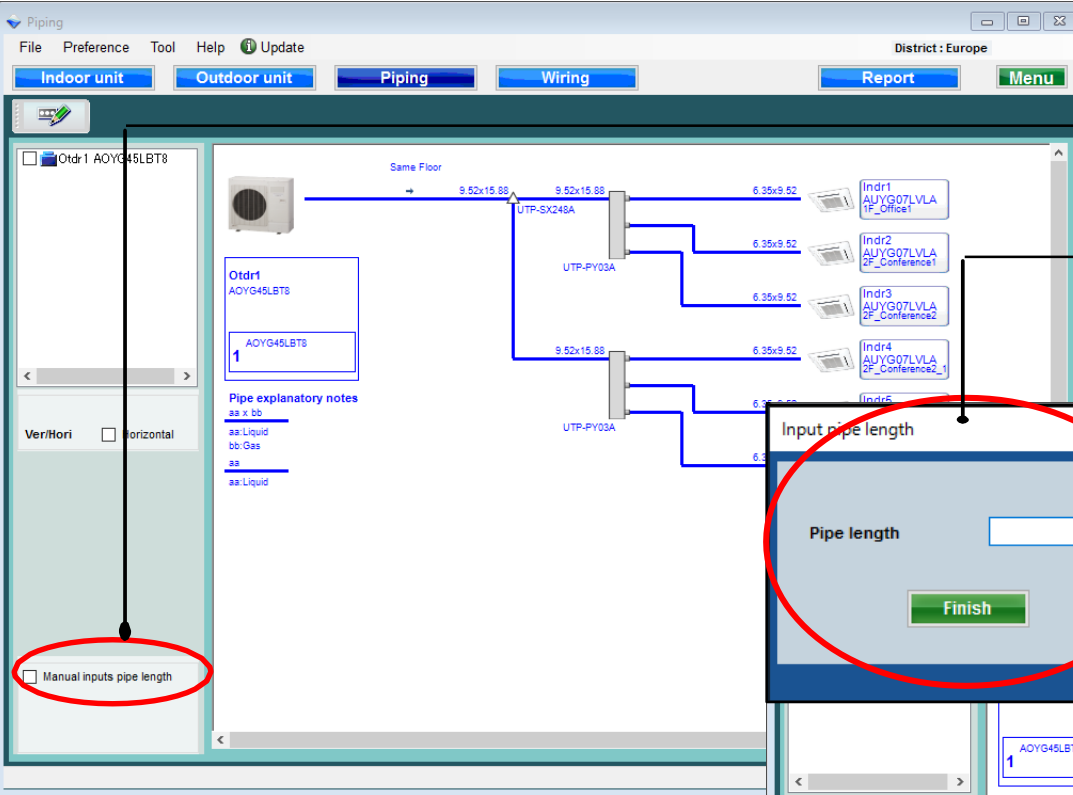 Piping
File Preference Tool Help Update
District : Europe
Indoor unit Outdoor unit Piping Wiring Report Menu
Otdr1 AOYG45LBT8
Same Floor
9.52x15.88
9.52x15.88
6.35x9.52
Indr1
AUYG07LVLA
1F_Office1
UTP-SX248A
6.35x9.52
Indr2
AUYG07LVLA
2F_Conference1
UTP-PY03A
Otdr1
AOYG45LBT8
6.35x9.52
Indr3
AUYG07LVLA
2F_Conference2
AOYG45LBT8
1
9.52x15.88
6.35x9.52
Indr4
AUYG07LVLA
2F_Conference2_1
Pipe explanatory notes
aa x bb
aa:Liquid
bb:Gas
aa
aa:Liquid
UTP-PY03A
Indr5
Ver/Hori Horizontal
Input pipe length
Pipe length
Finish
Manual inputs pipe length
AOYG45LBT
1